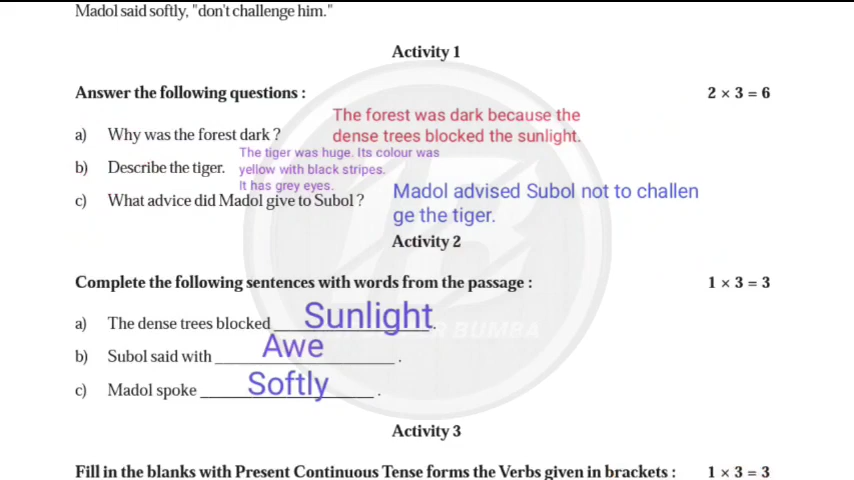 Madol said softly, "don't challenge him."
Activity 1
Answer the following questions : 2 × 3 = 6
The forest was dark because the
a) Why was the forest dark ? dense trees blocked the sunlight.
The tiger was huge. Its colour was
b) Describe the tiger. yellow with black stripes.
It has grey eyes.
c) What advice did Madol give to Subol ? Madol advised Subol not to challen
ge the tiger.
Activity 2
Complete the following sentences with words from the passage : 1 × 3 = 3
a) The dense trees blocked Sunlight.
b) Subol said with Awe .
c) Madol spoke Softly .
Activity 3
Fill in the blanks with Present Continuous Tense forms the Verbs given in brackets : 1 × 3 = 3